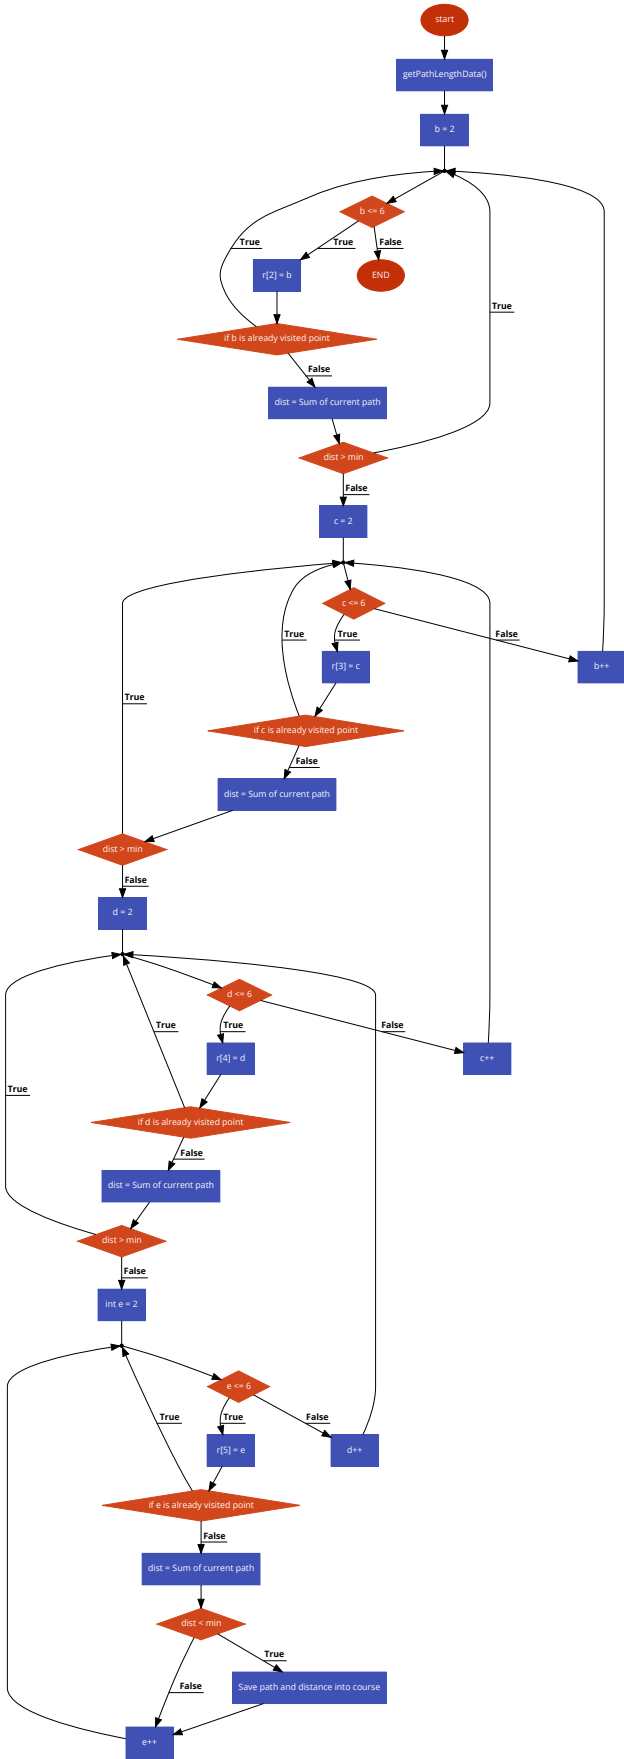 start
getPathLengthData()
b = 2
b <= 6
True
True
False
r[2] = b
END
True
if b is already visited point
False
dist = Sum of current path
dist > min
False
c = 2
c <= 6
True
True
False
r[3] = c
b++
True
if c is already visited point
False
dist = Sum of current path
dist > min
False
d = 2
d <= 6
True
True
False
r[4] = d
c++
True
if d is already visited point
False
dist = Sum of current path
dist > min
False
int e = 2
e <= 6
True
True
False
r[5] = e
d++
if e is already visited point
False
dist = Sum of current path
dist < min
True
False
Save path and distance into course
e++